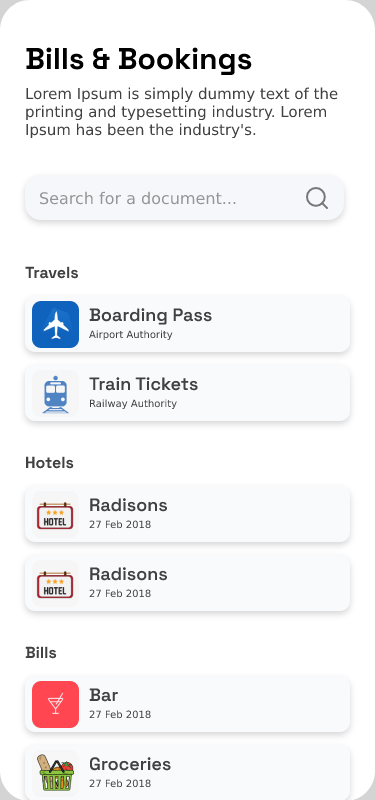 Bills & Bookings
Lorem Ipsum is simply dummy text of the
printing and typesetting industry. Lorem
Ipsum has been the industry's.
Search for a document...
Travels
Boarding Pass
Airport Authority
Train Tickets
Railway Authority
Hotels
HOTEL
Radisons
27 Feb 2018
HOTEL
Radisons
27 Feb 2018
Bills
Bar
27 Feb 2018
Groceries
27 Feb 2018